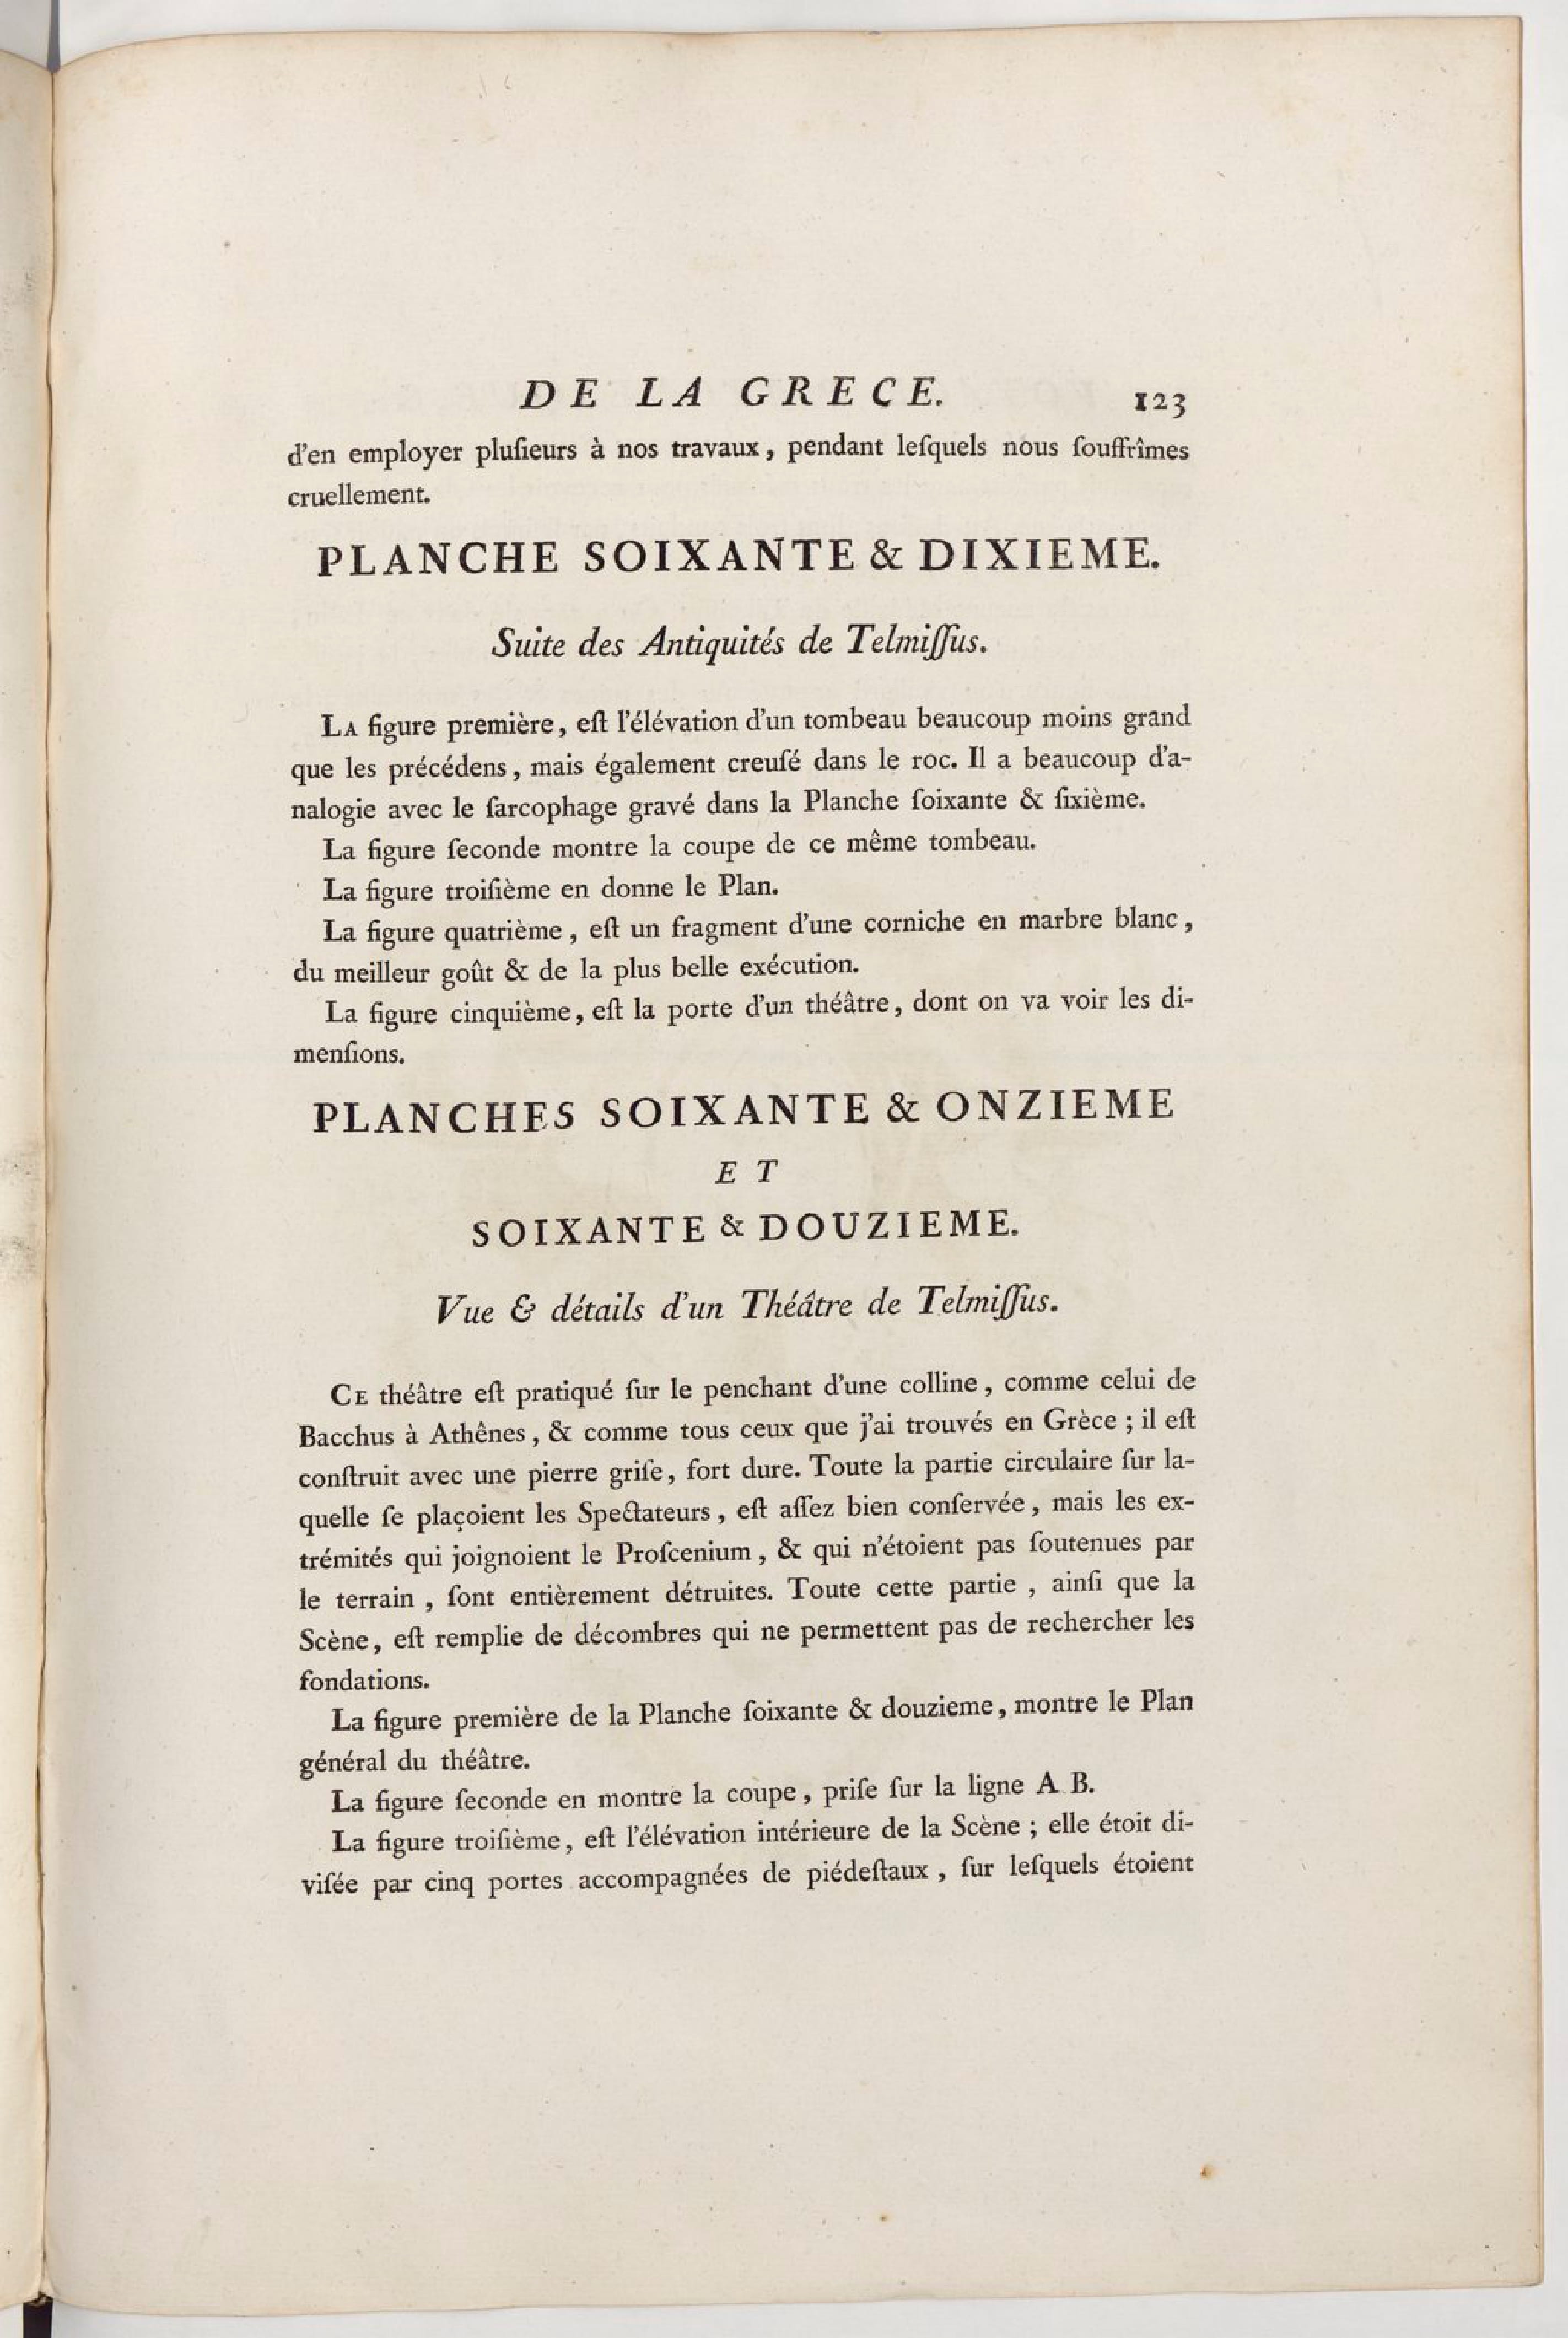 DE LA GRECE. 123
d'en employer pluſieurs à nos travaux, pendant leſquels nous ſouffrîmes
cruellement.
PLANCHE SOIXANTE & DIXIEME.
Suite des Antiquités de Telmiſſus.
LA figure première, eſt l'élévation d'un tombeau beaucoup moins grand
que les précédens, mais également creuſé dans le roc. Il a beaucoup d'a-
nalogie avec le ſarcophage gravé dans la Planche ſoixante & ſixième.
La figure ſeconde montre la coupe de ce même tombeau.
La figure troiſième en donne le Plan.
La figure quatrième, eſt un fragment d'une corniche en marbre blanc,
du meilleur goût & de la plus belle exécution.
La figure cinquième, eſt la porte d'un théâtre, dont on va voir les di-
menſions.
PLANCHES SOIXANTE & ONZIEME
ET
SOIXANTE & DOUZIEME.
Vue & détails d'un Théâtre de Telmiſſus.
CE théâtre eſt pratiqué ſur le penchant d'une colline, comme celui de
Bacchus à Athênes, & comme tous ceux que j'ai trouvés en Grèce; il eſt
conſtruit avec une pierre griſe, fort dure. Toute la partie circulaire ſur la-
quelle ſe plaçoient les Spectateurs, eſt aſſez bien conſervée, mais les ex-
trémités qui joignoient le Proſcenium, & qui n'étoient pas ſoutenues par
le terrain, ſont entièrement détruites. Toute cette partie, ainſi que la
Scène, eſt remplie de décombres qui ne permettent pas de rechercher les
fondations.
La figure première de la Planche ſoixante & douzieme, montre le Plan
général du théâtre.
La figure ſeconde en montre la coupe, priſe ſur la ligne A B.
La figure troiſième, eſt l'élévation intérieure de la Scène; elle étoit di-
viſée par cinq portes accompagnées de piédeſtaux, ſur leſquels étoient